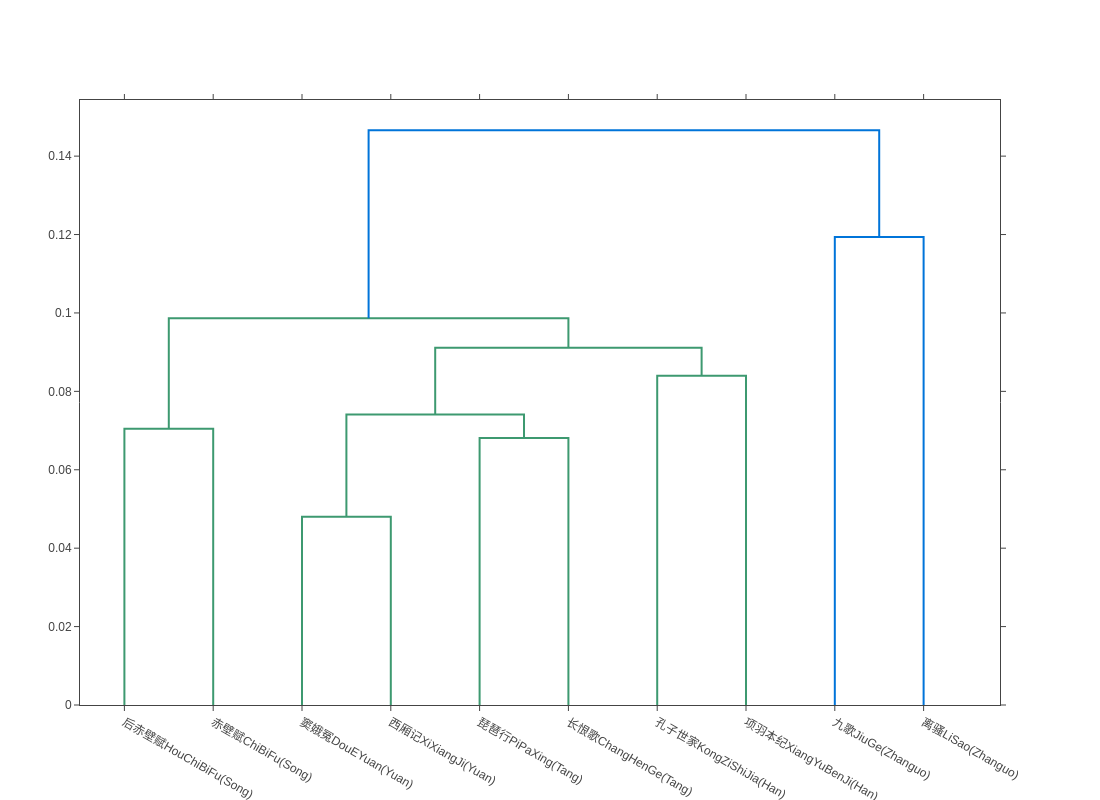 0.14
0.12
0.1
0.08
0.06
0.04
0.02
0
后赤壁赋HouChiBiFu(Song)
赤壁赋ChiBiFu(Song)
窦娥冤DouEYuan(Yuan)
西厢记XiXiangJi(Yuan)
琵琶行PiPaXing(Tang)
长恨歌ChangHenGe(Tang)
孔子世家KongZiShiJia(Han)
项羽本纪XiangYuBenJi(Han)
九歌JiuGe(Zhanguo)
离骚LiSao(Zhanguo)